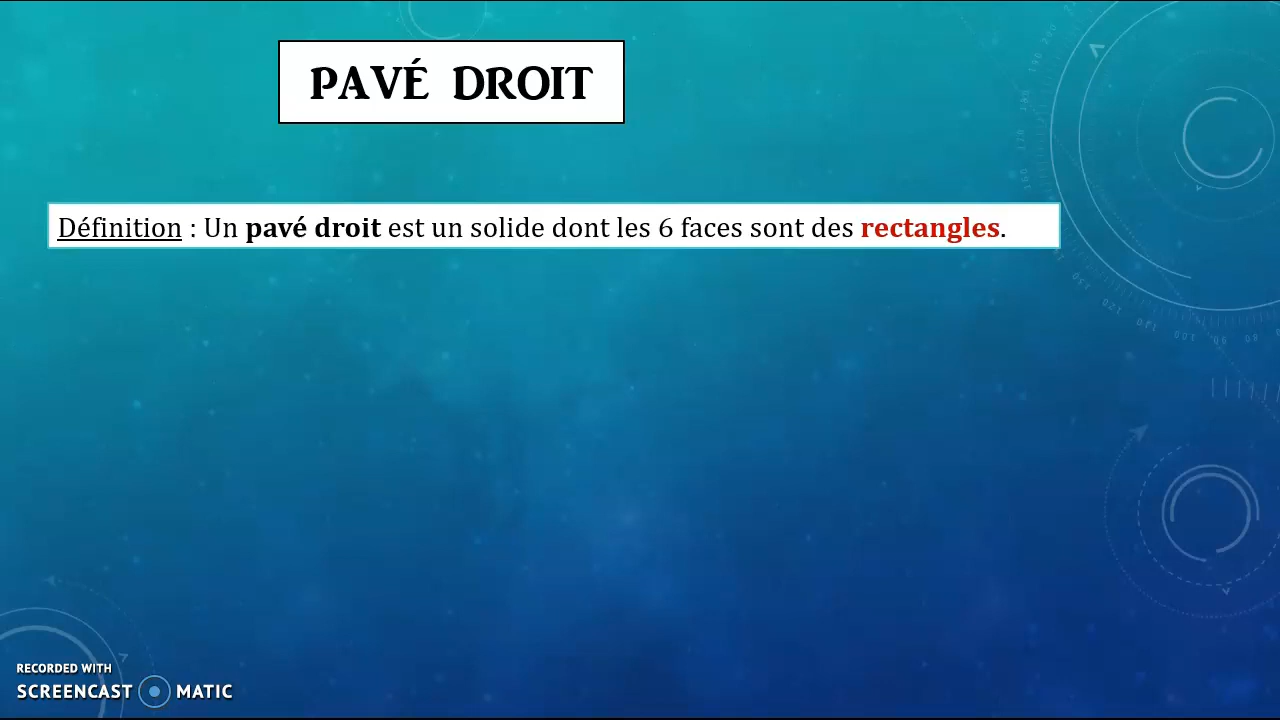 PAVÉ DROIT
Définition : Un pavé droit est un solide dont les 6 faces sont des rectangles.
RECORDED WITH
SCREENCAST MATIC